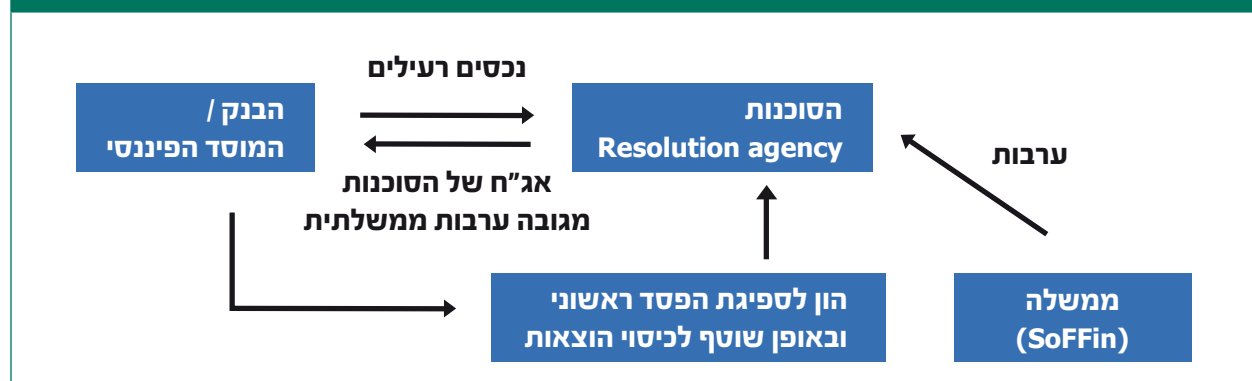 נכסים רעילים
הבנק /
המוסד הפיננסי
הסוכנות
Resolution agency
ערבות
אג"ח של הסוכנות
מגובה ערבות ממשלתית
הון לספיגת הפסד ראשוני
ובאופן שוטף לכיסוי הוצאות
ממשלה
(SoFFin)